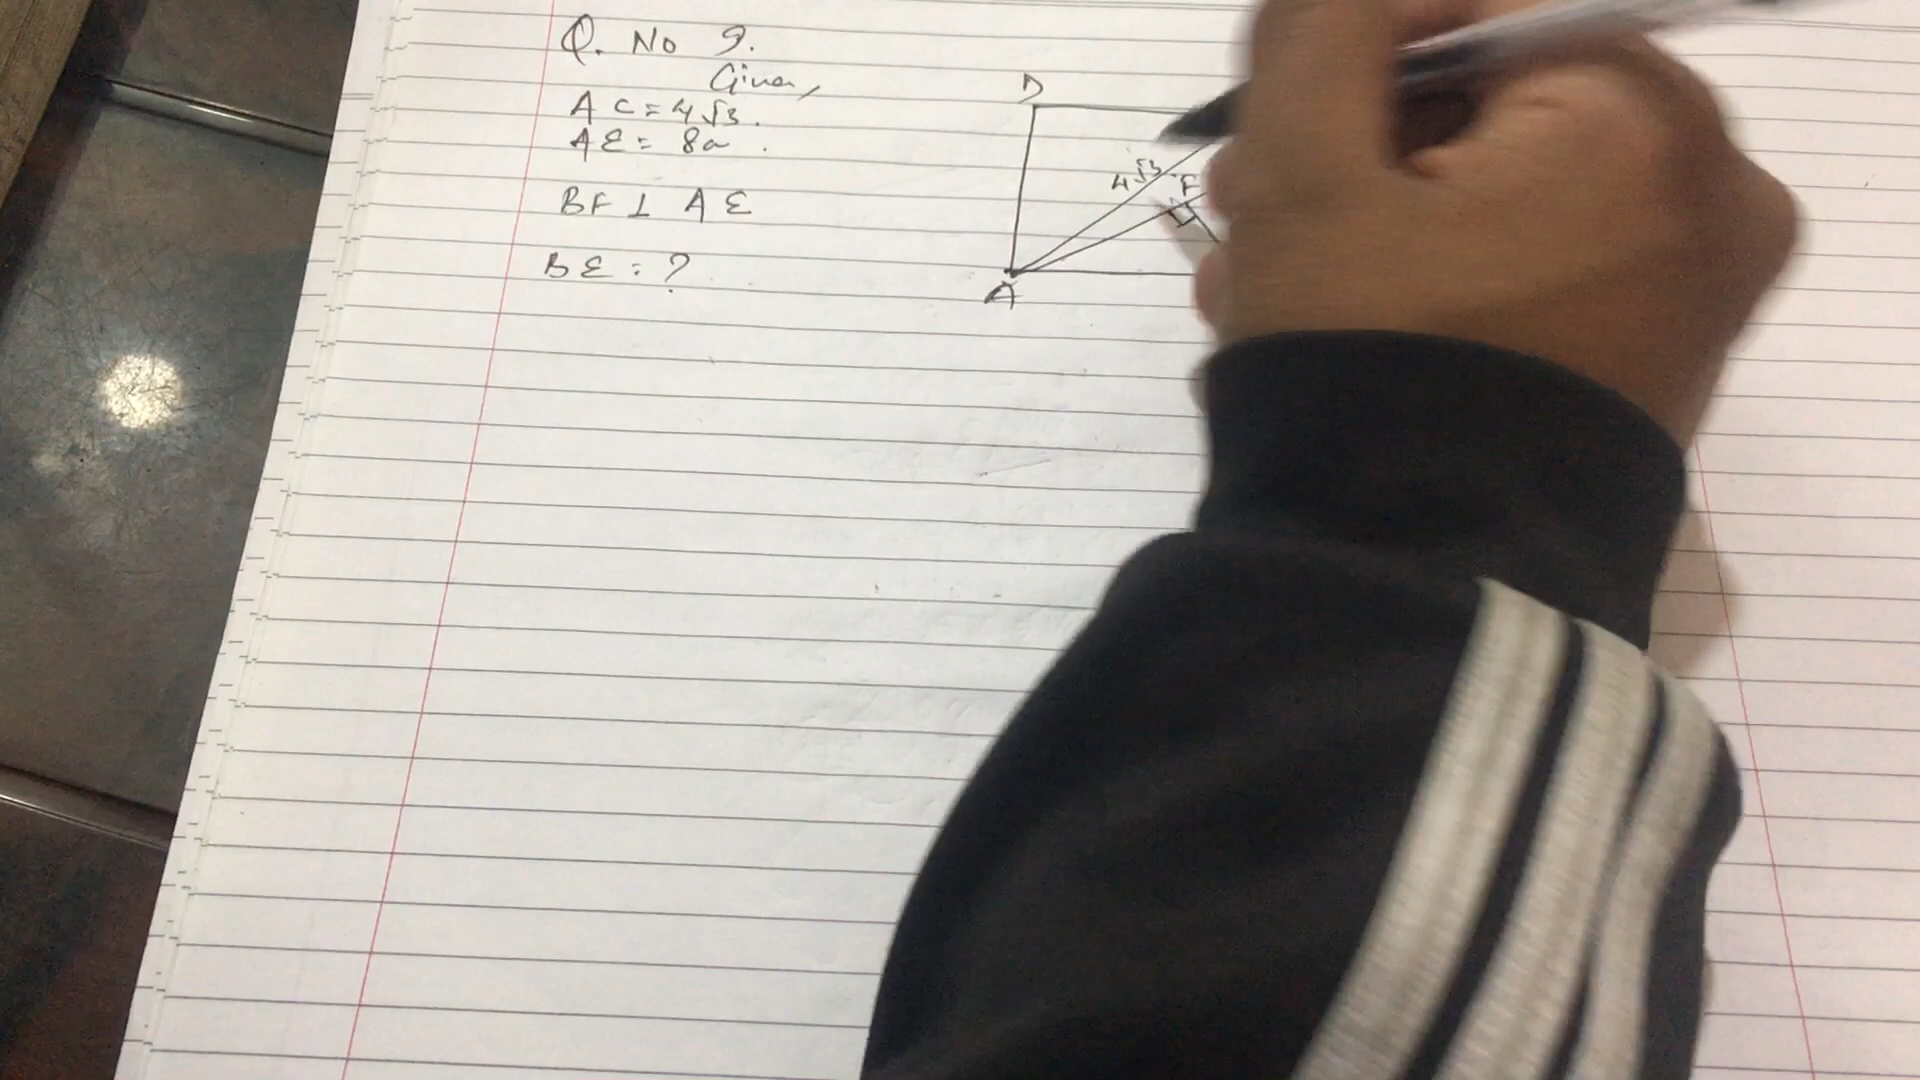 Q. No 9.
Given,
AC = 4√3.
AE = 8a.
BF ⊥ AE
BE = ?
D
4√3
F
A